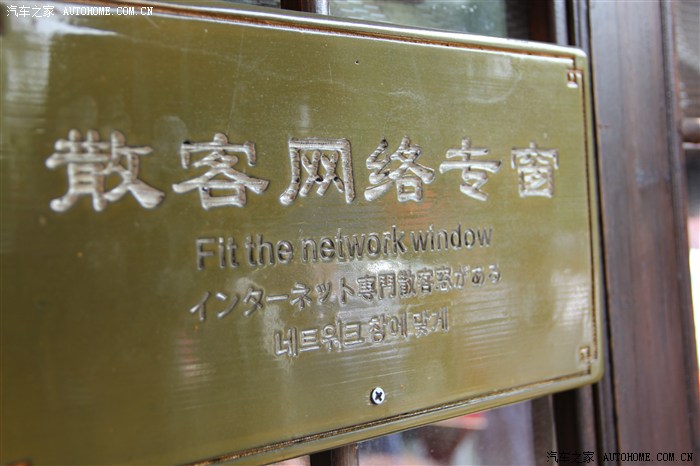 汽车之家 AUTOHOME.COM.CN
散客网络专窗
Fit the network window
インターネット専門散客窓がある
네트워크 창에 맞게
汽车之家 AUTOHOME.COM.CN